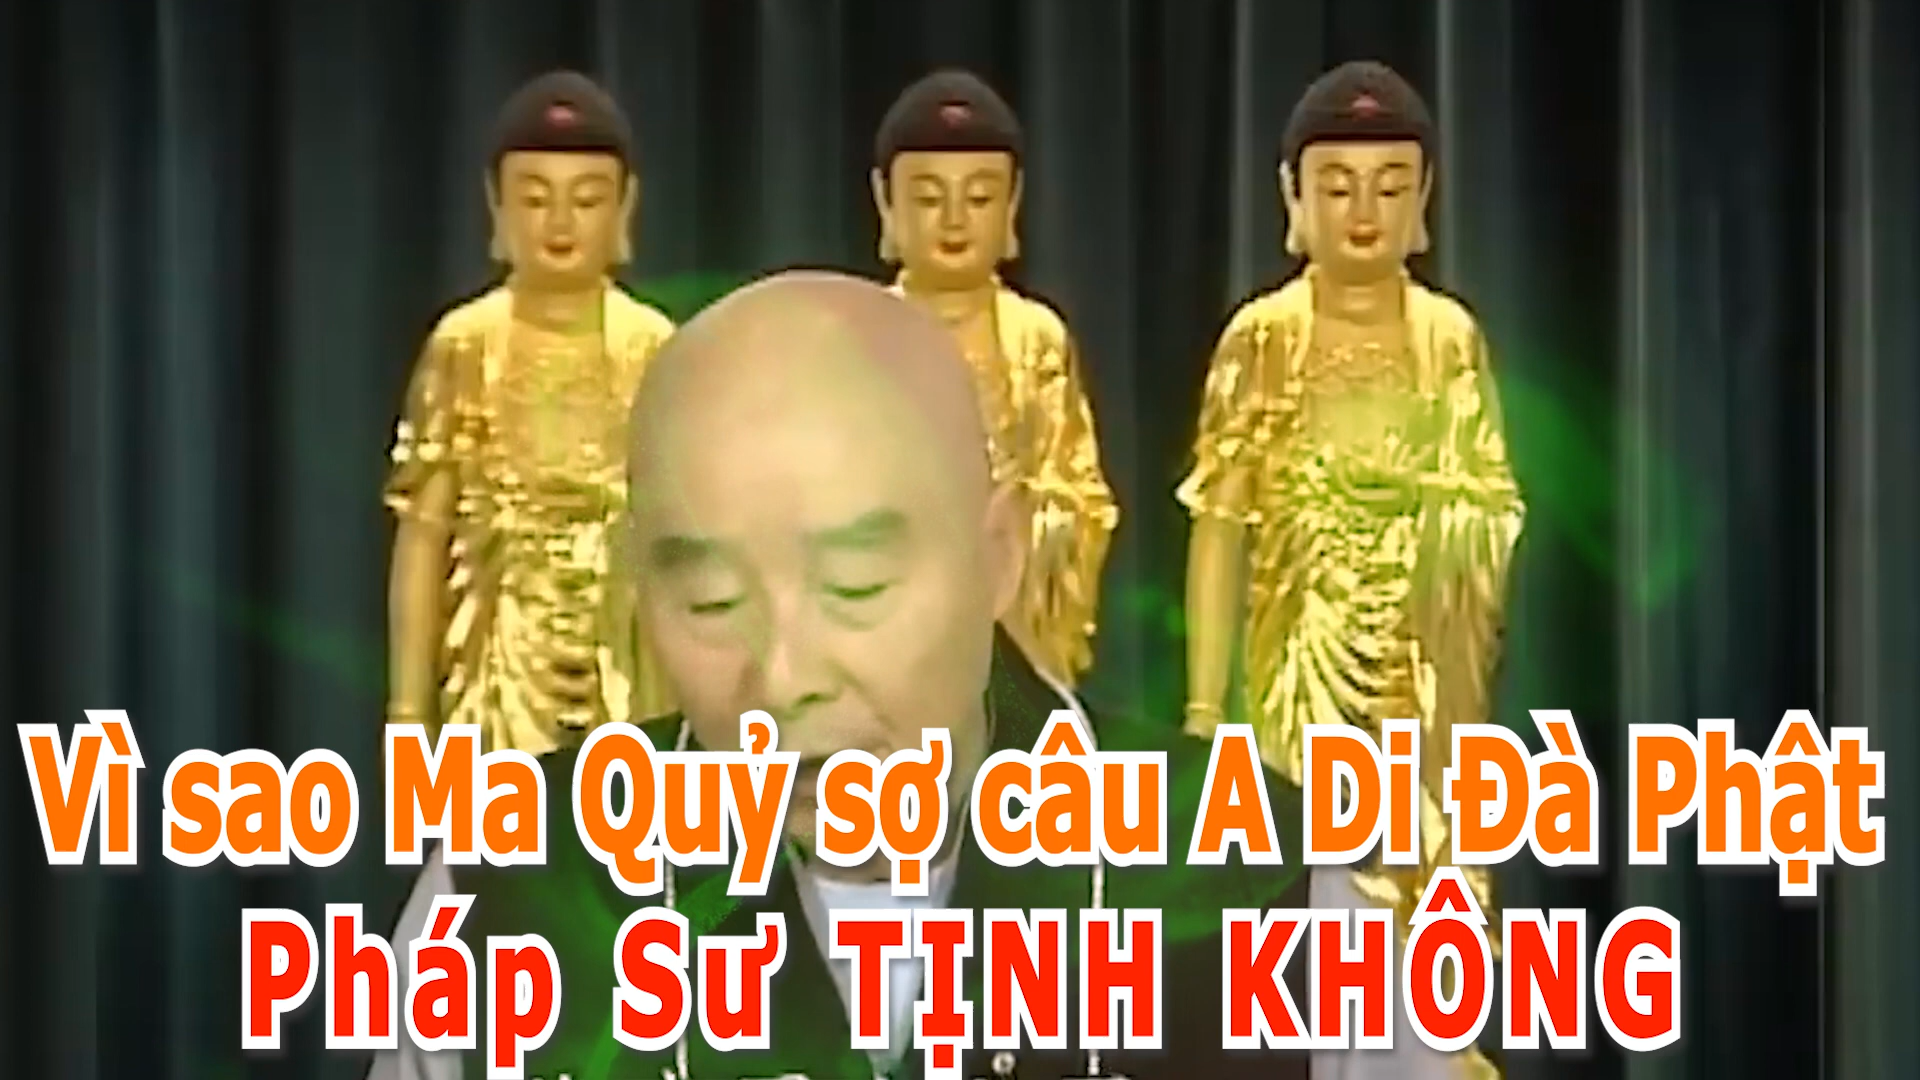 Vì sao Ma Quỷ sợ câu A Di Đà Phật
Pháp Sư TỊNH KHÔNG